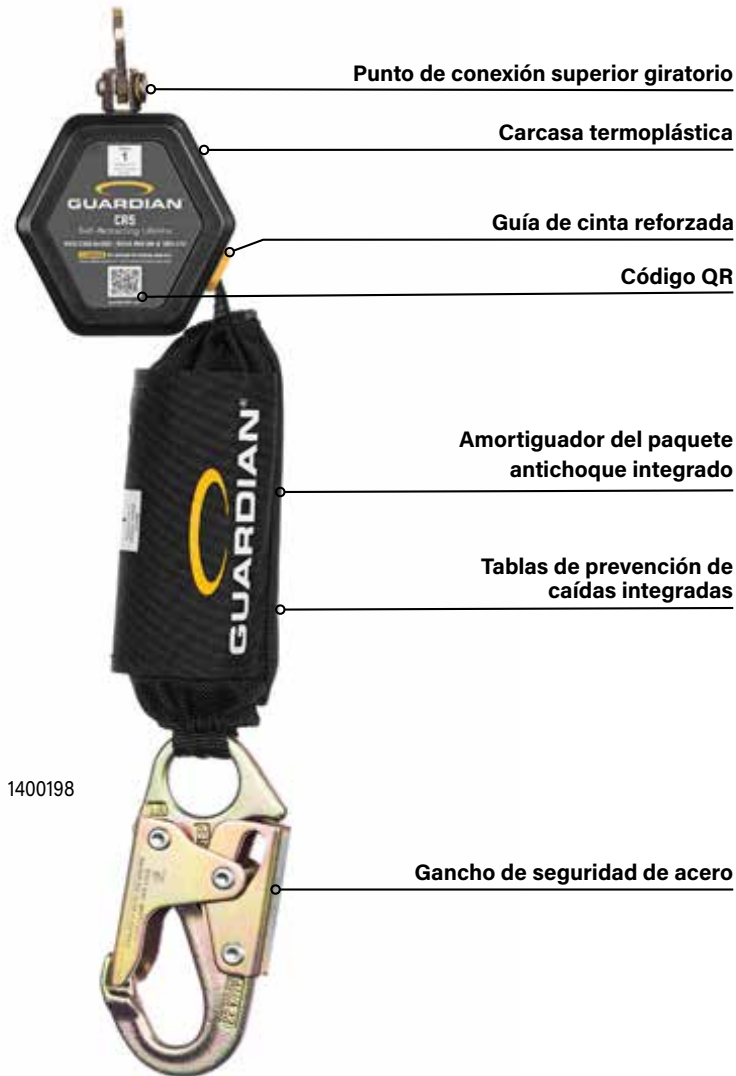 Punto de conexión superior giratorio
Carcasa termoplástica
1
GUARDIAN
CR5
Self-Retracting Lifeline
Guía de cinta reforzada
Código QR
GUARDIAN®
Amortiguador del paquete
antichoque integrado
Tablas de prevención de
caídas integradas
1400198
Gancho de seguridad de acero